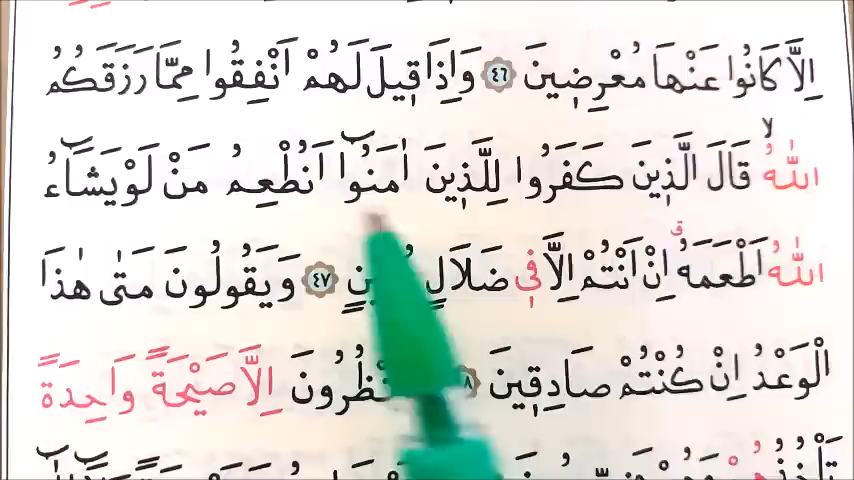 اِلَّا كَانُوا عَنْهَا مُعْرِضٖينَ ﴿٤٦﴾ وَاِذَا قٖيلَ لَهُمْ اَنْفِقُوا مِمَّا رَزَقَكُمُ
اللّٰهُۙ قَالَ الَّذٖينَ كَفَرُوا لِلَّذٖينَ اٰمَنُٓوا اَنُطْعِمُ مَنْ لَوْ يَشَٓاءُ
اللّٰهُ اَطْعَمَهُࣗ اِنْ اَنْتُمْ اِلَّا فٖي ضَلَالٍ ﴿٤٧﴾ وَيَقُولُونَ مَتٰى هٰذَا
الْوَعْدُ اِنْ كُنْتُمْ صَادِقٖينَ اِلَّا صَيْحَةً وَاحِدَةً